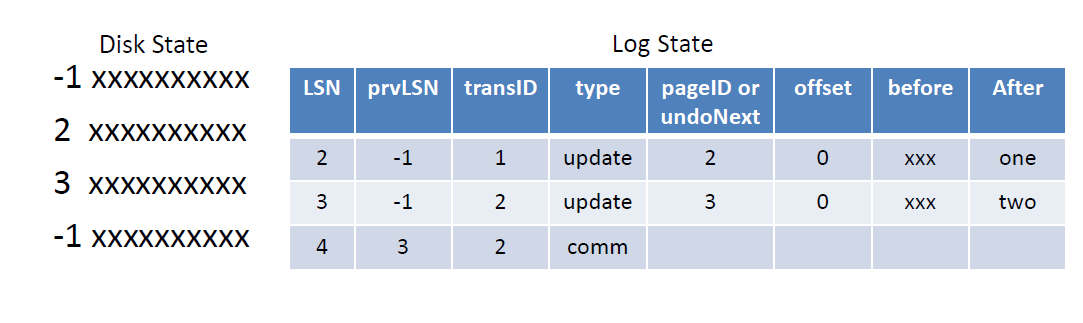 Disk State
-1 xxxxxxxxxx
2 xxxxxxxxxx
3 xxxxxxxxxx
-1 xxxxxxxxxx
Log State
LSN prvLSN transID type pageID or undoNext offset before After
2 -1 1 update 2 0 xxx one
3 -1 2 update 3 0 xxx two
4 3 2 comm